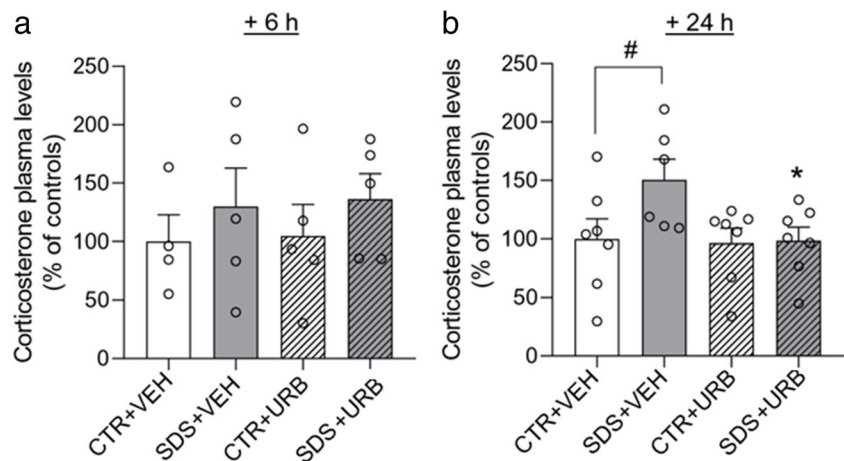 a
+ 6 h
Corticosterone plasma levels
(% of controls)
250
200
150
100
50
0
CTR+VEH
SDS+VEH
CTR+URB
SDS+URB
b
+ 24 h
Corticosterone plasma levels
(% of controls)
250
200
150
100
50
0
#
*
CTR+VEH
SDS+VEH
CTR+URB
SDS+URB